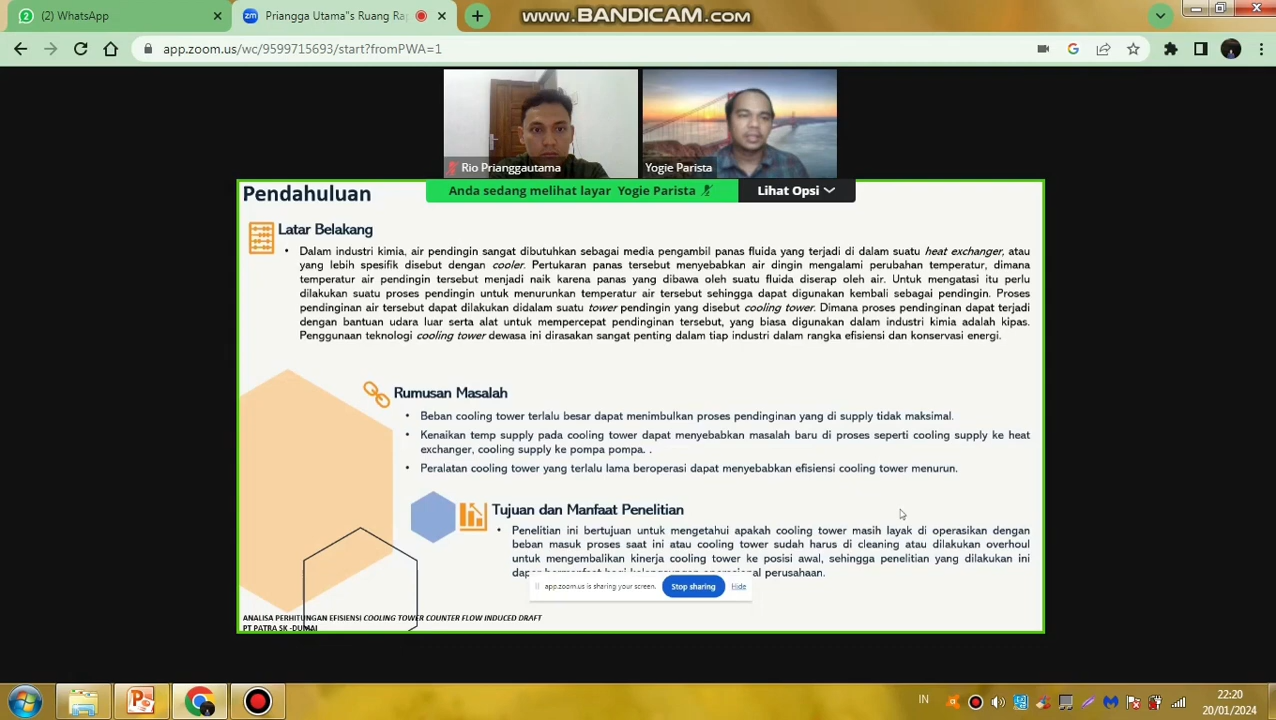 (2) WhatsApp
Priangga Utama"s Ruang Ra
www.BANDICAM.com
app.zoom.us/wc/9599715693/start?fromPWA=1
Rio Prianggautama
Yogie Parista
Anda sedang melihat layar Yogie Parista
Lihat Opsi
Pendahuluan
Latar Belakang
• Dalam industri kimia, air pendingin sangat dibutuhkan sebagai media pengambil panas fluida yang terjadi di dalam suatu heat exchanger, atau
yang lebih spesifik disebut dengan cooler. Pertukaran panas tersebut menyebabkan air dingin mengalami perubahan temperatur, dimana
temperatur air pendingin tersebut menjadi naik karena panas yang dibawa oleh suatu fluida diserap oleh air. Untuk mengatasi itu perlu
dilakukan suatu proses pendingin untuk menurunkan temperatur air tersebut sehingga dapat digunakan kembali sebagai pendingin. Proses
pendinginan air tersebut dapat dilakukan didalam suatu tower pendingin yang disebut cooling tower. Dimana proses pendinginan dapat terjadi
dengan bantuan udara luar serta alat untuk mempercepat pendinginan tersebut, yang biasa digunakan dalam industri kimia adalah kipas.
Penggunaan teknologi cooling tower dewasa ini dirasakan sangat penting dalam tiap industri dalam rangka efisiensi dan konservasi energi.
Rumusan Masalah
• Beban cooling tower terlalu besar dapat menimbulkan proses pendinginan yang di supply tidak maksimal.
• Kenaikan temp supply pada cooling tower dapat menyebabkan masalah baru di proses seperti cooling supply ke heat
exchanger, cooling supply ke pompa pompa. .
• Peralatan cooling tower yang terlalu lama beroperasi dapat menyebabkan efisiensi cooling tower menurun.
Tujuan dan Manfaat Penelitian
• Penelitian ini bertujuan untuk mengetahui apakah cooling tower masih layak di operasikan dengan
beban masuk proses saat ini atau cooling tower sudah harus di cleaning atau dilakukan overhoul
untuk mengembalikan kinerja cooling tower ke posisi awal, sehingga penelitian yang dilakukan ini
perusahaan.
app.zoom.us is sharing your screen.
Stop sharing
Hide
ANALISA PERHITUNGAN EFISIENSI COOLING TOWER COUNTER FLOW INDUCED DRAFT
PT PATRA SK -DUMAI
IN
22:20
20/01/2024